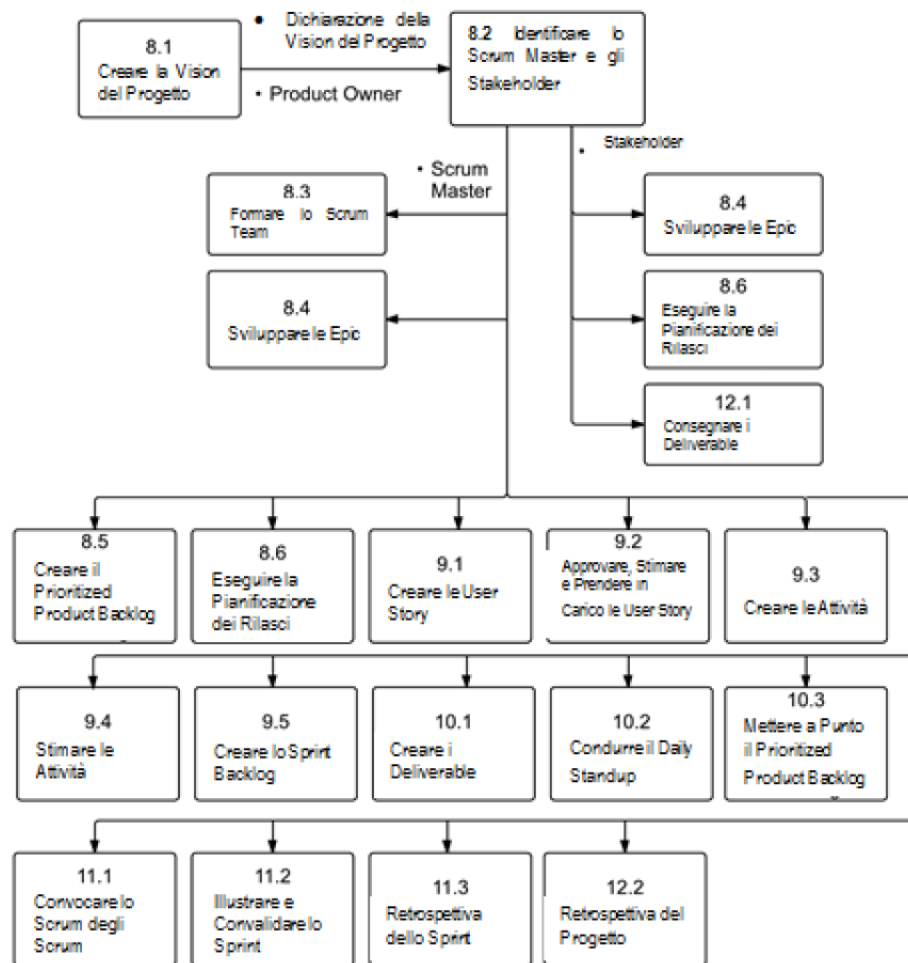 • Dichiarazione della
Vision del Progetto
• Product Owner
8.1
Creare la Vision
del Progetto
8.2 Identificare lo
Scrum Master e gli
Stakeholder
• Scrum
Master
• Stakeholder
8.3
Formare lo Scrum
Team
8.4
Sviluppare le Epic
8.4
Sviluppare le Epic
8.6
Eseguire la
Pianificazione dei
Rilasci
12.1
Consegnare i
Deliverable
8.5
Creare il
Prioritized
Product Backlog
8.6
Eseguire la
Pianificazione
dei Rilasci
9.1
Creare le User
Story
9.2
Approvare, Stimare
e Prendere in
Carico le User Story
9.3
Creare le Attività
9.4
Stimare le
Attività
9.5
Creare lo Sprint
Backlog
10.1
Creare i
Deliverable
10.2
Condurre il Daily
Standup
10.3
Mettere a Punto
il Prioritized
Product Backlog
11.1
Convocare lo
Scrum degli
Scrum
11.2
Illustrare e
Convalidare lo
Sprint
11.3
Retrospettiva
dello Sprint
12.2
Retrospettiva del
Progetto